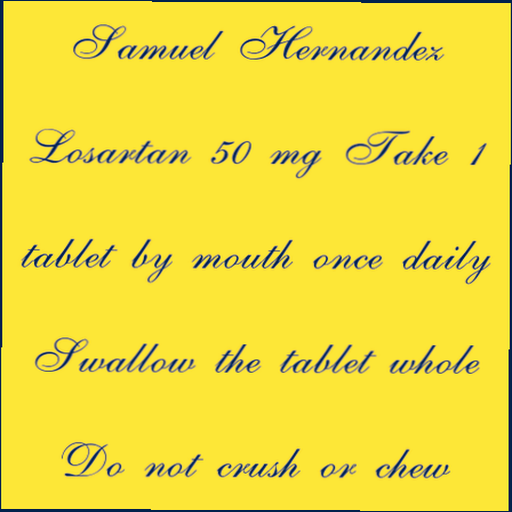 Samuel Hernandez
Losartan 50 mg Take 1
tablet by mouth once daily
Swallow the tablet whole
Do not crush or chew